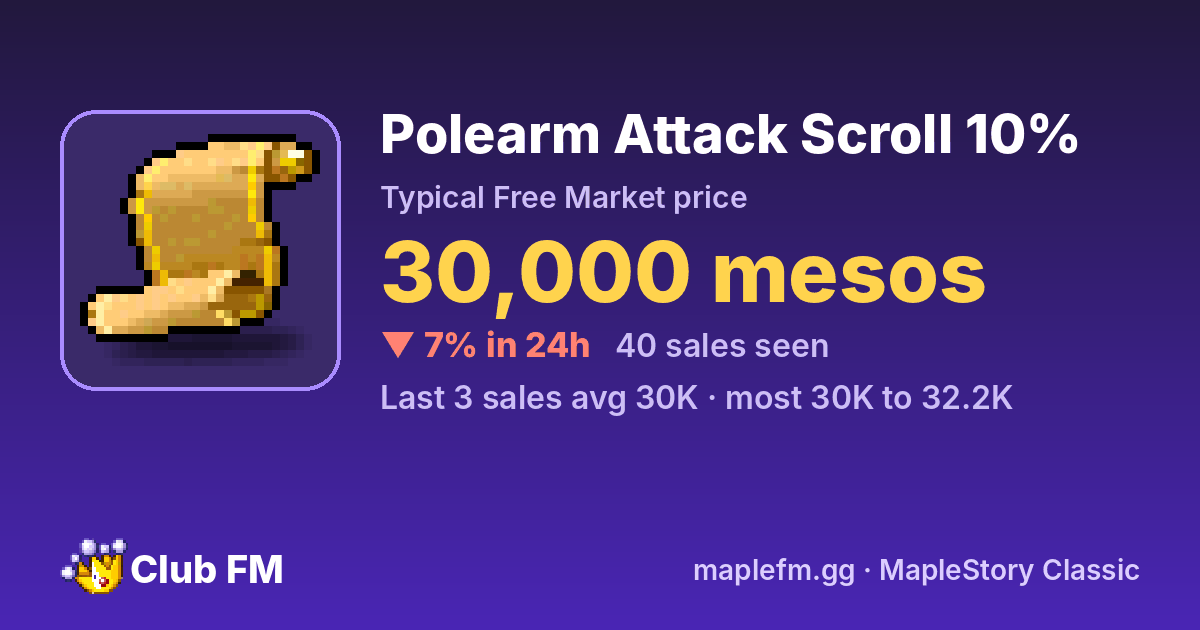 Polearm Attack Scroll 10%
Typical Free Market price
30,000 mesos
▼ 7% in 24h 40 sales seen
Last 3 sales avg 30K · most 30K to 32.2K
Club FM
maplefm.gg · MapleStory Classic